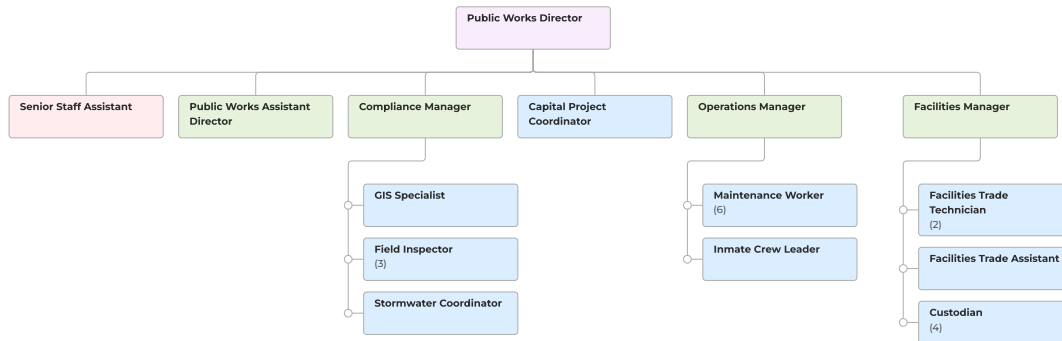 Public Works Director
Senior Staff Assistant
Public Works Assistant
Director
Compliance Manager
Capital Project
Coordinator
Operations Manager
Facilities Manager
GIS Specialist
Field Inspector
(3)
Stormwater Coordinator
Maintenance Worker
(6)
Inmate Crew Leader
Facilities Trade
Technician
(2)
Facilities Trade Assistant
Custodian
(4)